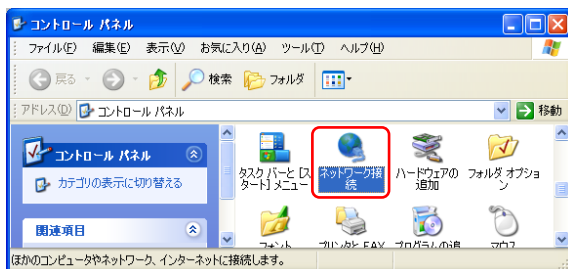 コントロール パネル
ファイル(F) 編集(E) 表示(V) お気に入り(A) ツール(T) ヘルプ(H)
戻る 検索 フォルダ
アドレス(D) コントロール パネル 移動
コントロール パネル
カテゴリの表示に切り替える
関連項目
タスク バーと [スタート] メニュー
ネットワーク接続
ハードウェアの追加
フォルダ オプション
フォント プリンタと FAX プログラムの追 マウス
ほかのコンピュータやネットワーク、インターネットに接続します。